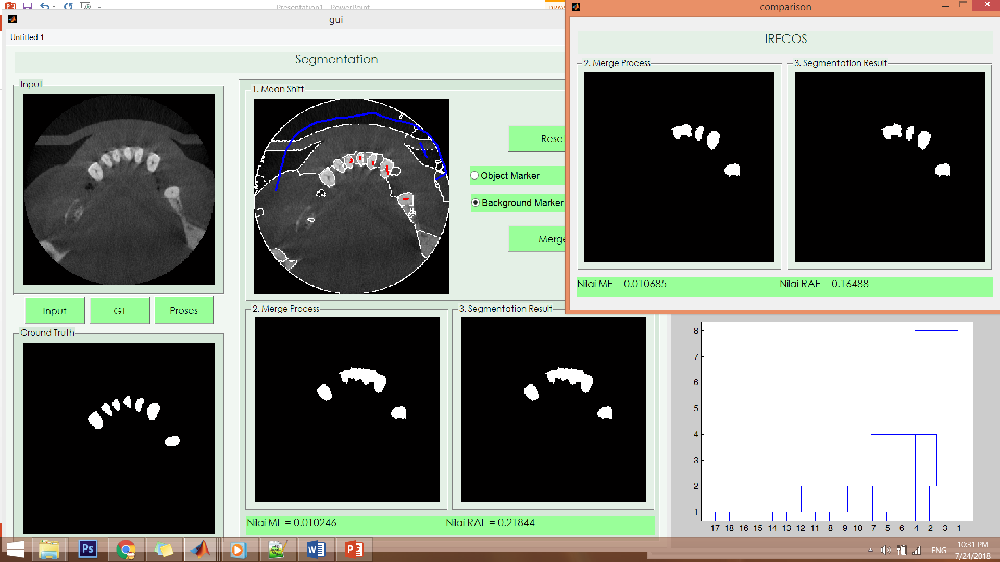 Presentation1 - PowerPoint
gui
Untitled 1
Segmentation
Input
1. Mean Shift
Reset
Object Marker
Background Marker
Merge
Input
GT
Proses
Ground Truth
2. Merge Process
3. Segmentation Result
Nilai ME = 0.010246
Nilai RAE = 0.21844
comparison
IRECOS
2. Merge Process
3. Segmentation Result
Nilai ME = 0.010685
Nilai RAE = 0.16488
8
7
6
5
4
3
2
1
17 18 16 15 14 13 12 11 8 9 10 7 5 6 4 2 3 1
Ps
ENG
10:31 PM
7/24/2018